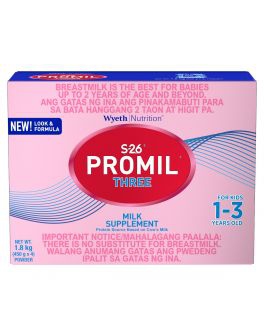 BREASTMILK IS THE BEST FOR BABIES
UP TO 2 YEARS OF AGE AND BEYOND.
ANG GATAS NG INA ANG PINAKAMABUTI PARA
SA BATA HANGGANG 2 TAON AT HIGIT PA.
Wyeth | Nutrition
NEW! LOOK & FORMULA
S-26
PROMIL
THREE
FOR KIDS
1-3
YEARS OLD
MILK
SUPPLEMENT
Protein Source Based on Cow's Milk
NET WT.
1.8 kg
(450 g x 4)
POWDER
IMPORTANT NOTICE/MAHALAGANG PAALALA:
THERE IS NO SUBSTITUTE FOR BREASTMILK.
WALANG ANUMANG GATAS ANG PWEDENG
IPALIT SA GATAS NG INA.